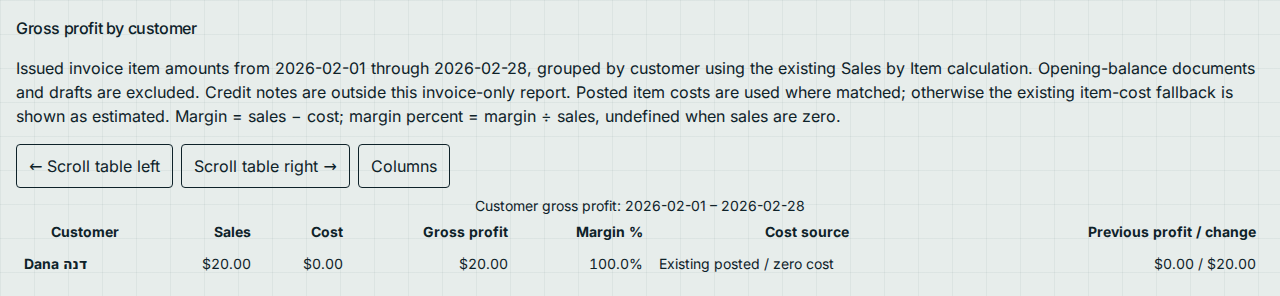 Gross profit by customer
Issued invoice item amounts from 2026-02-01 through 2026-02-28, grouped by customer using the existing Sales by Item calculation. Opening-balance documents
and drafts are excluded. Credit notes are outside this invoice-only report. Posted item costs are used where matched; otherwise the existing item-cost fallback is
shown as estimated. Margin = sales − cost; margin percent = margin ÷ sales, undefined when sales are zero.
← Scroll table left Scroll table right → Columns
Customer gross profit: 2026-02-01 – 2026-02-28
Customer Sales Cost Gross profit Margin % Cost source Previous profit / change
Dana דנה $20.00 $0.00 $20.00 100.0% Existing posted / zero cost $0.00 / $20.00